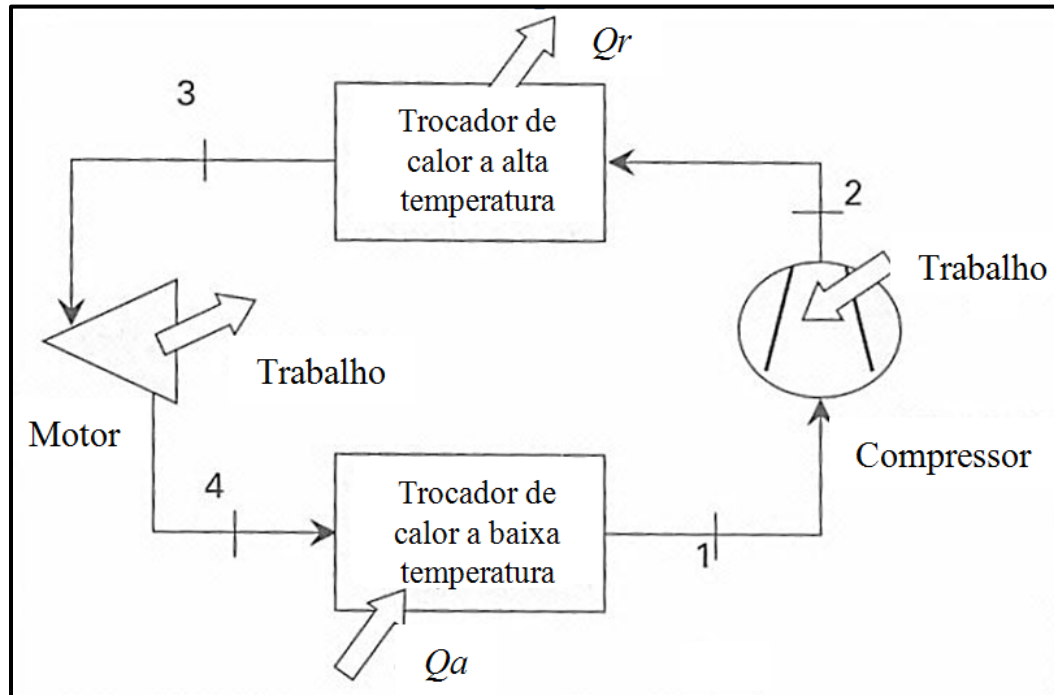 Qr
3
Trocador de
calor a alta
temperatura
2
Trabalho
Trabalho
Motor
Compressor
4
Trocador de
calor a baixa
temperatura
1
Qa